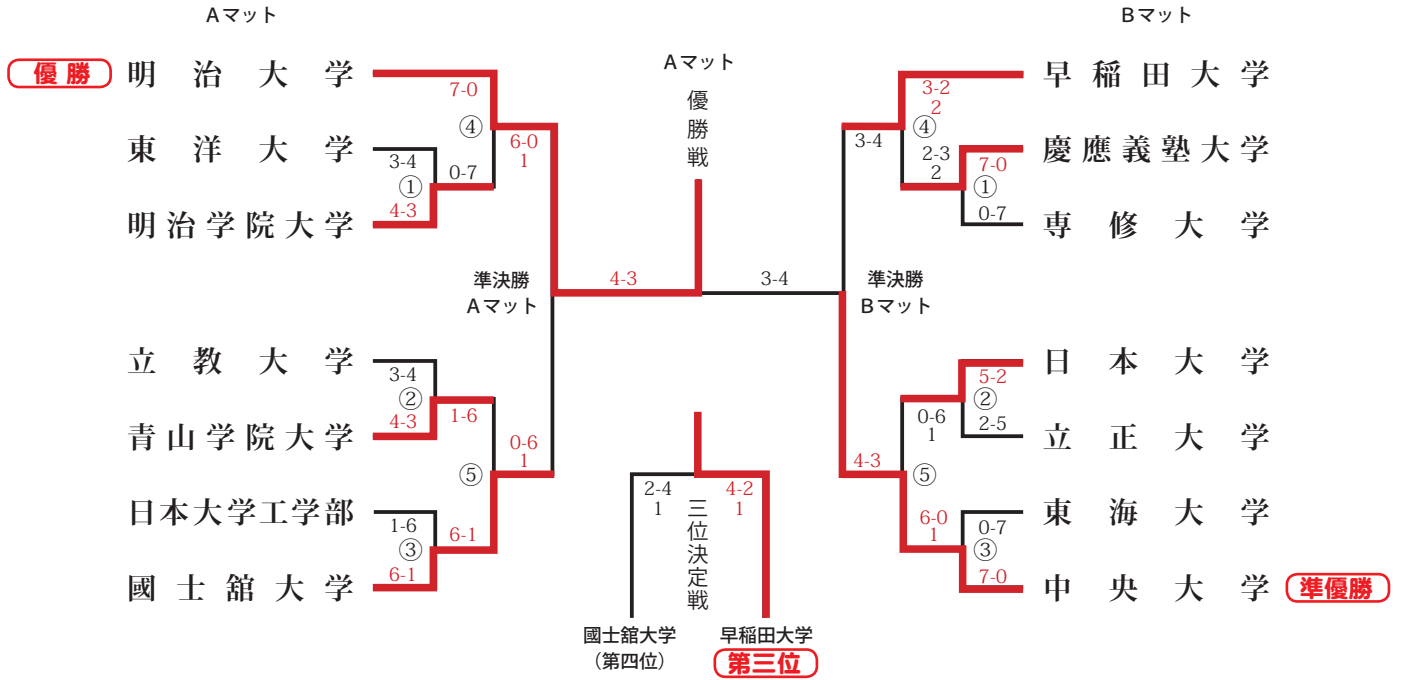 Aマット
Bマット
優勝
明治大学
7-0
④
東洋大学
3-4
①
0-7
明治学院大学
4-3
6-0
1
準決勝
Aマット
4-3
立教大学
3-4
②
1-6
青山学院大学
4-3
⑤
0-6
1
日本大学工学部
1-6
③
6-1
國士舘大学
6-1
Aマット
優勝戦
3-4
早稲田大学
3-2
2
④
3-4
2-3
2
慶應義塾大学
7-0
①
専修大学
0-7
準決勝
Bマット
日本大学
5-2
②
0-6
1
立正大学
2-5
4-3
⑤
東海大学
0-7
③
6-0
1
中央大学
7-0
準優勝
2-4
1
三位決定戦
4-2
1
國士舘大学
(第四位)
早稲田大学
第三位